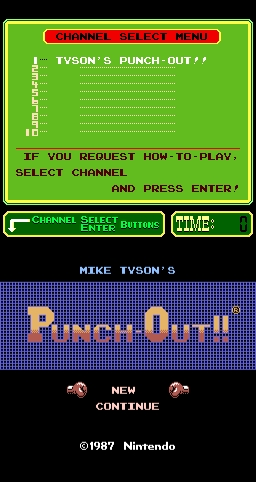 CHANNEL SELECT MENU
1 TYSON'S PUNCH-OUT!!
2
3
4
5
6
7
8
9
10
IF YOU REQUEST HOW-TO-PLAY,
SELECT CHANNEL
AND PRESS ENTER!
CHANNEL SELECT
ENTER BUTTONS
TIME: 0
MIKE TYSON'S
PUNCH-OUT!!®
NEW
CONTINUE
©1987 Nintendo